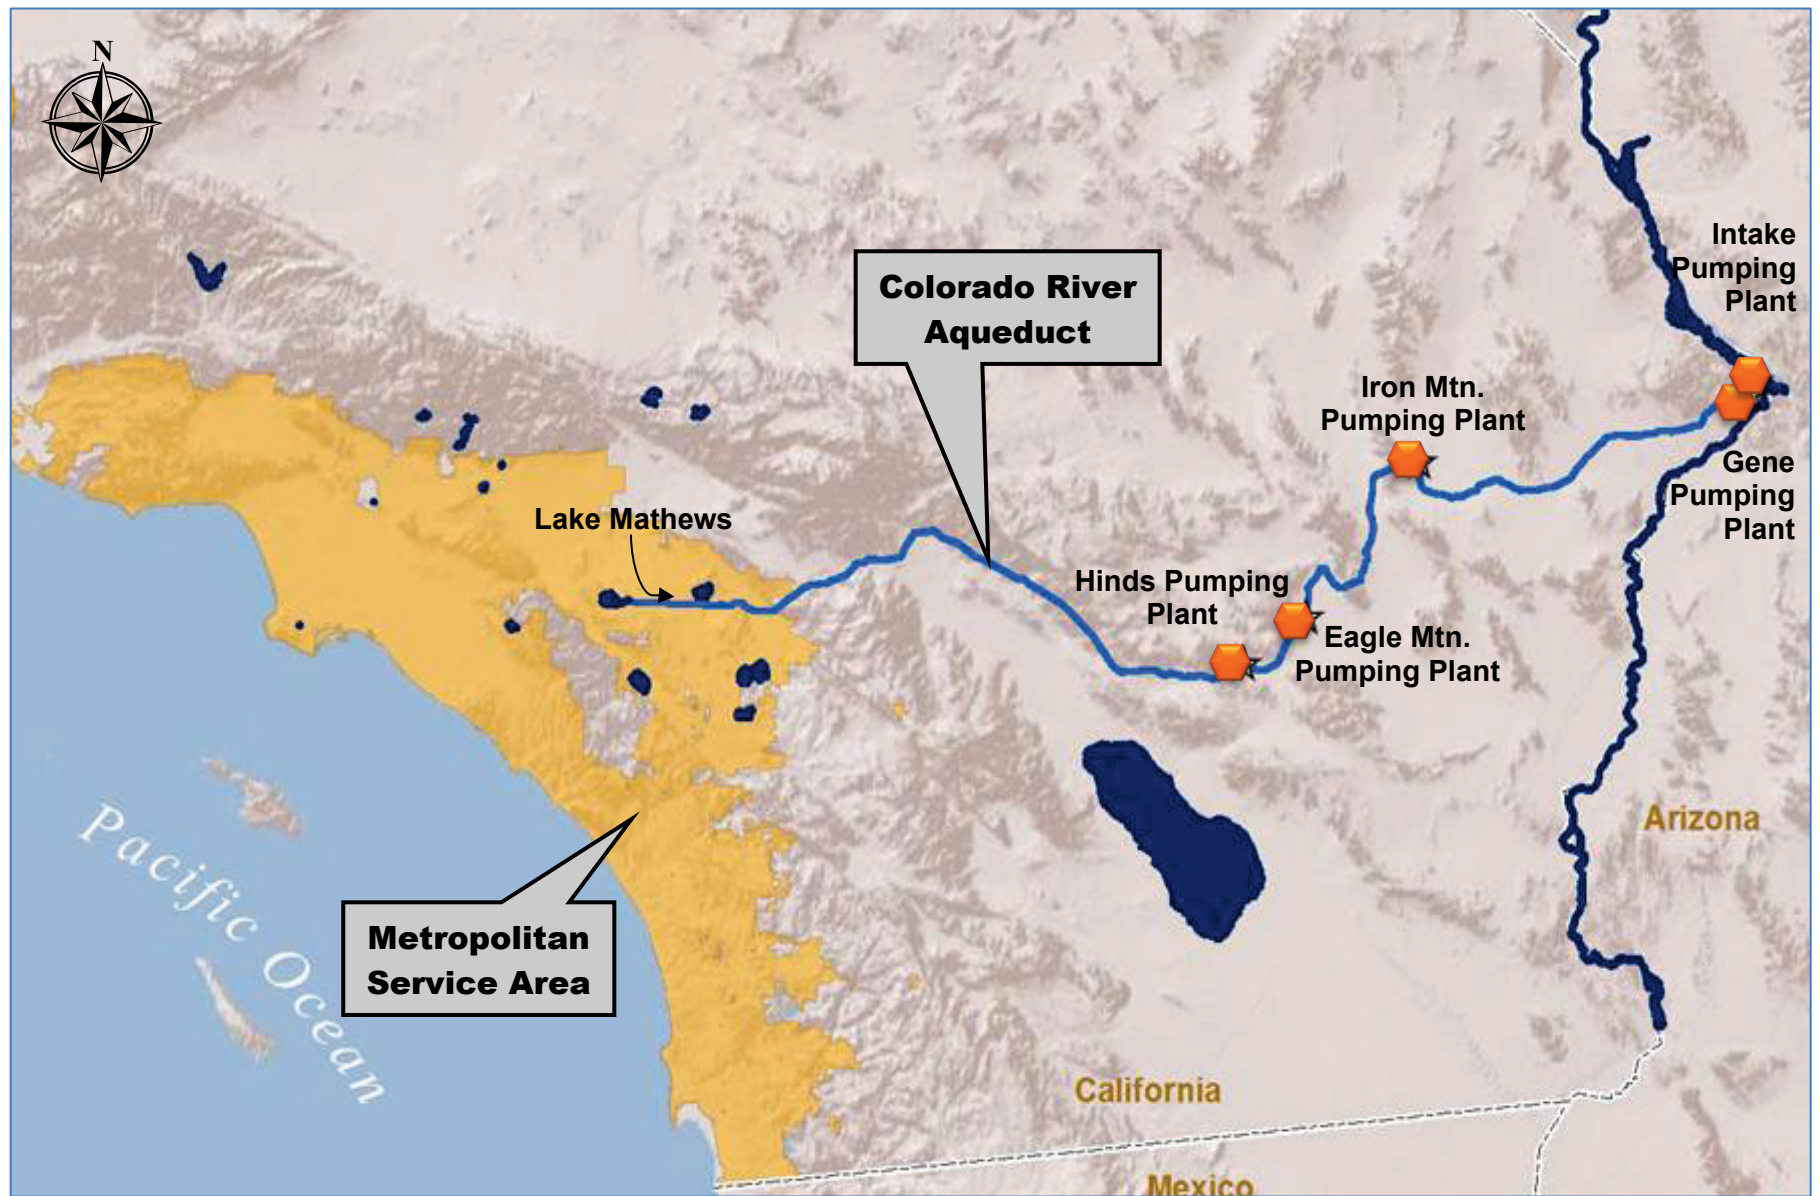 N
Intake
Pumping
Plant
Colorado River
Aqueduct
Iron Mtn.
Pumping Plant
Gene
Pumping
Plant
Lake Mathews
Hinds Pumping
Plant
Eagle Mtn.
Pumping Plant
Arizona
Pacific Ocean
Metropolitan
Service Area
California
Mexico